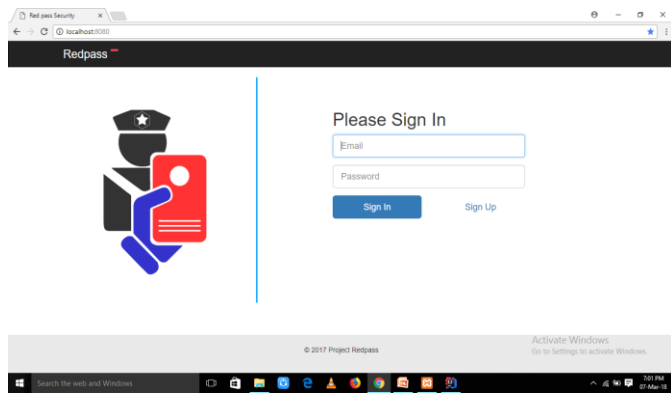 Red pass Security
localhost:8080
Redpass
Please Sign In
Email
Password
Sign In
Sign Up
© 2017 Project Redpass
Activate Windows
Go to Settings to activate Windows.
Search the web and Windows
7:01 PM
07-Mar-18